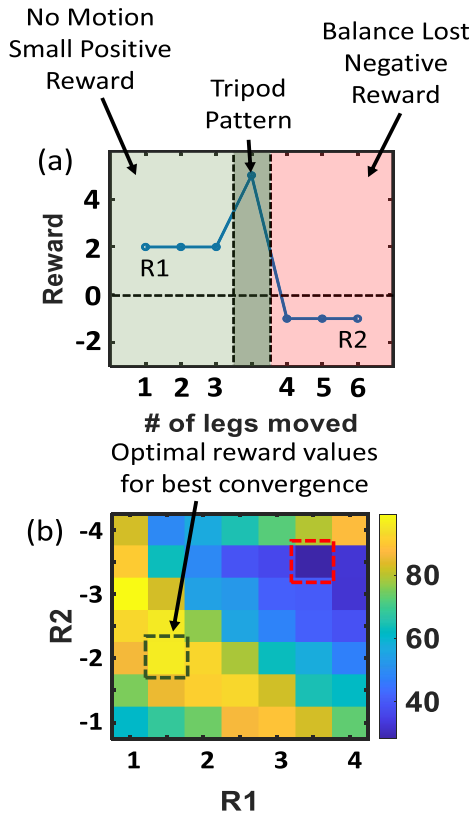 No Motion
Small Positive
Reward
Tripod
Pattern
Balance Lost
Negative
Reward
(a)
Reward
4
2
0
-2
R1
R2
1 2 3 4 5 6
# of legs moved
Optimal reward values
for best convergence
(b)
R2
-4
-3
-2
-1
1 2 3 4
R1
80
60
40